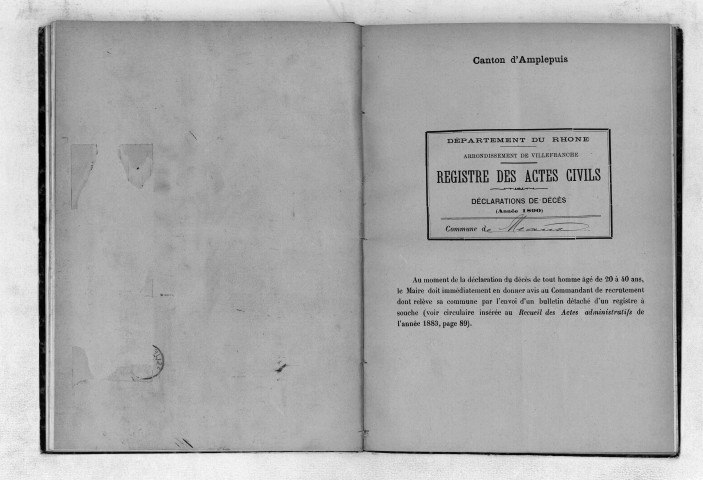 Canton d'Amplepuis
DÉPARTEMENT DU RHONE
ARRONDISSEMENT DE VILLEFRANCHE
REGISTRE DES ACTES CIVILS
DÉCLARATIONS DE DÉCÈS
(Année 1890)
Commune de
Au moment de la déclaration du décès de tout homme âgé de 20 à 40 ans,
le Maire doit immédiatement en donner avis au Commandant de recrutement
dont relève sa commune par l'envoi d'un bulletin détaché d'un registre à
souche (voir circulaire insérée au Recueil des Actes administratifs de
l'année 1883, page 89).